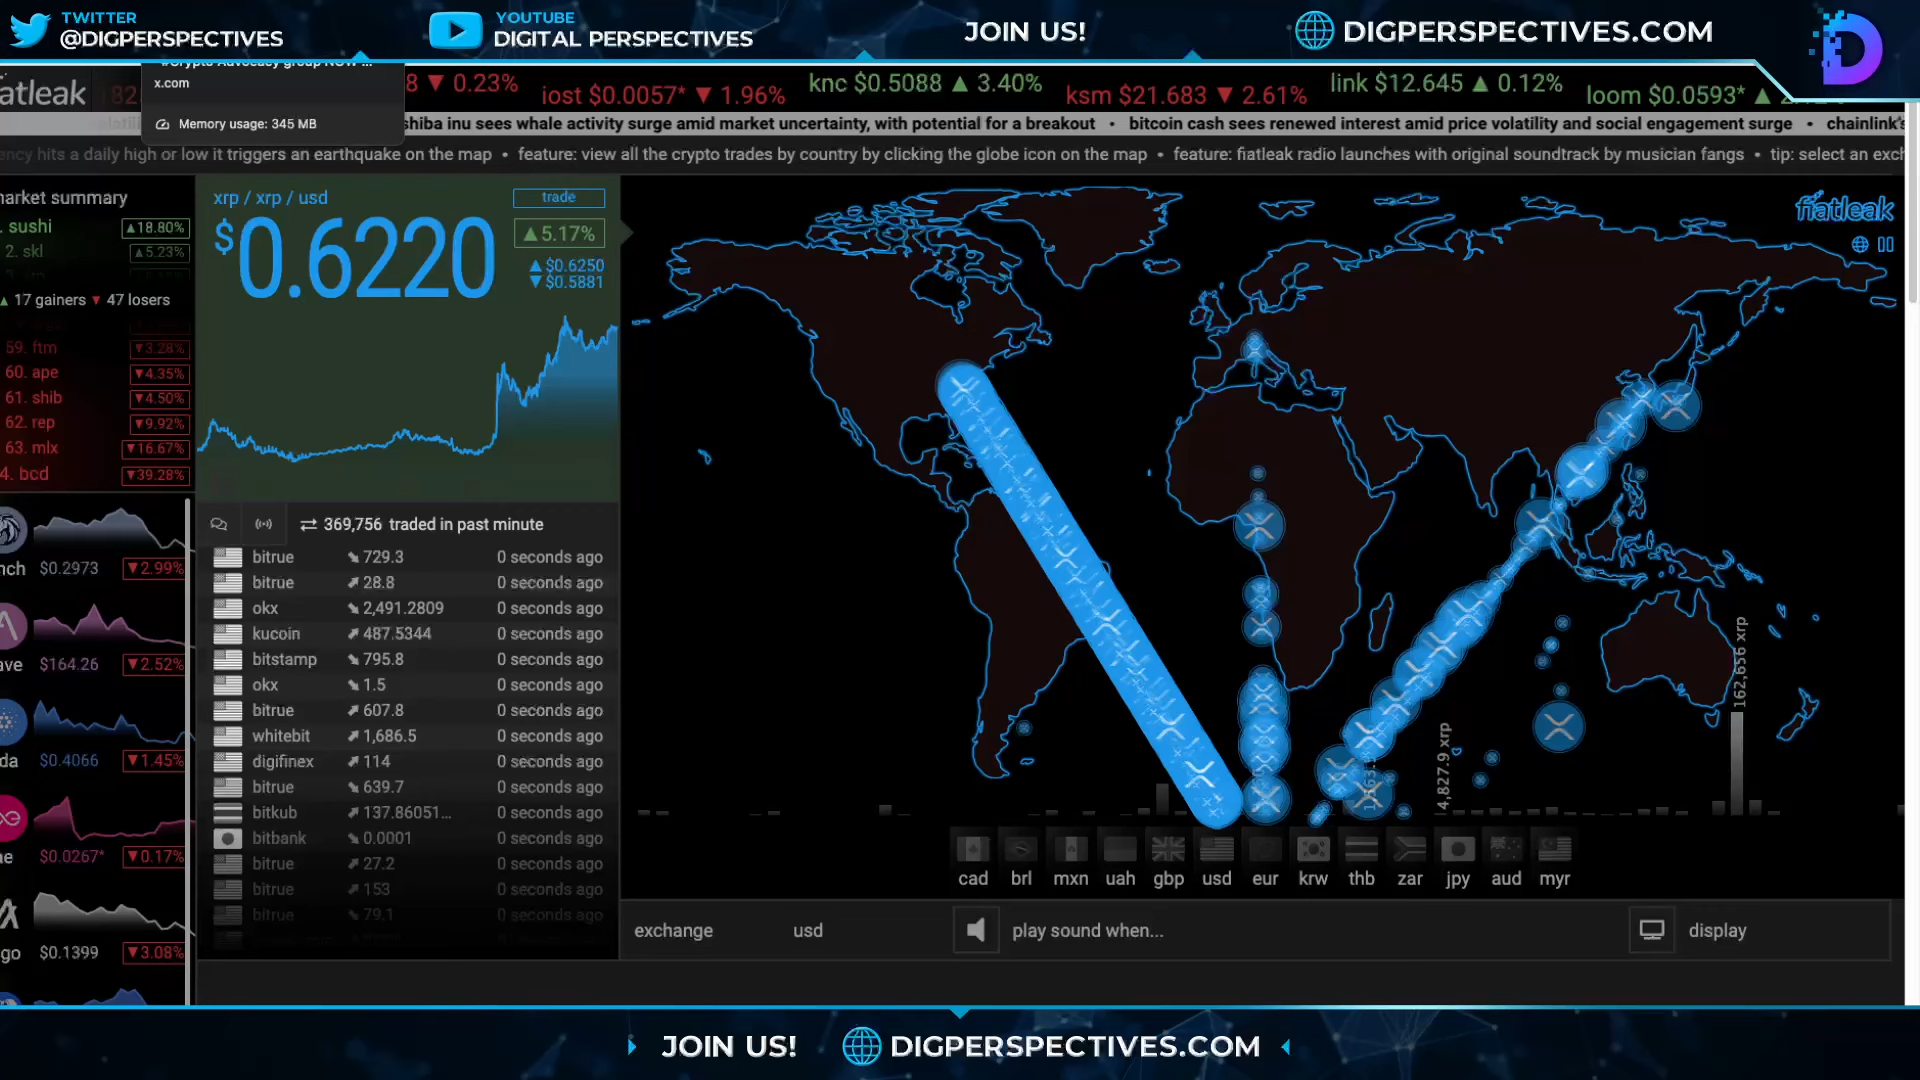 TWITTER
@DIGPERSPECTIVES
YOUTUBE
DIGITAL PERSPECTIVES
JOIN US!
DIGPERSPECTIVES.COM
x.com
Memory usage: 345 MB
atleak
182
8 ▼ 0.23%
iost $0.0057* ▼ 1.96%
knc $0.5088 ▲ 3.40%
ksm $21.683 ▼ 2.61%
link $12.645 ▲ 0.12%
loom $0.0593* ▲
shiba inu sees whale activity surge amid market uncertainty, with potential for a breakout • bitcoin cash sees renewed interest amid price volatility and social engagement surge • chainlink's
ency hits a daily high or low it triggers an earthquake on the map • feature: view all the crypto trades by country by clicking the globe icon on the map • feature: fiatleak radio launches with original soundtrack by musician fangs • tip: select an exch
market summary
. sushi ▲18.80%
2. skl ▲5.23%
▲ 17 gainers ▼ 47 losers
59. ftm ▼3.28%
60. ape ▼4.35%
61. shib ▼4.50%
62. rep ▼9.92%
63. mlx ▼16.67%
4. bcd ▼39.28%
nch $0.2973 ▼2.99%
ave $164.26 ▼2.52%
da $0.4066 ▼1.45%
ae $0.0267* ▼0.17%
go $0.1399 ▼3.08%
xrp / xrp / usd
trade
$0.6220
▲5.17%
▲$0.6250
▼$0.5881
369,756 traded in past minute
bitrue 729.3 0 seconds ago
bitrue 28.8 0 seconds ago
okx 2,491.2809 0 seconds ago
kucoin 487.5344 0 seconds ago
bitstamp 795.8 0 seconds ago
okx 1.5 0 seconds ago
bitrue 607.8 0 seconds ago
whitebit 1,686.5 0 seconds ago
digifinex 114 0 seconds ago
bitrue 639.7 0 seconds ago
bitkub 137.86051... 0 seconds ago
bitbank 0.0001 0 seconds ago
bitrue 27.2 0 seconds ago
bitrue 153 0 seconds ago
bitrue 79.1 0 seconds ago
fiatleak
4,827.9 xrp
162,656 xrp
cad brl mxn uah gbp usd eur krw thb zar jpy aud myr
exchange
usd
play sound when...
display
JOIN US!
DIGPERSPECTIVES.COM